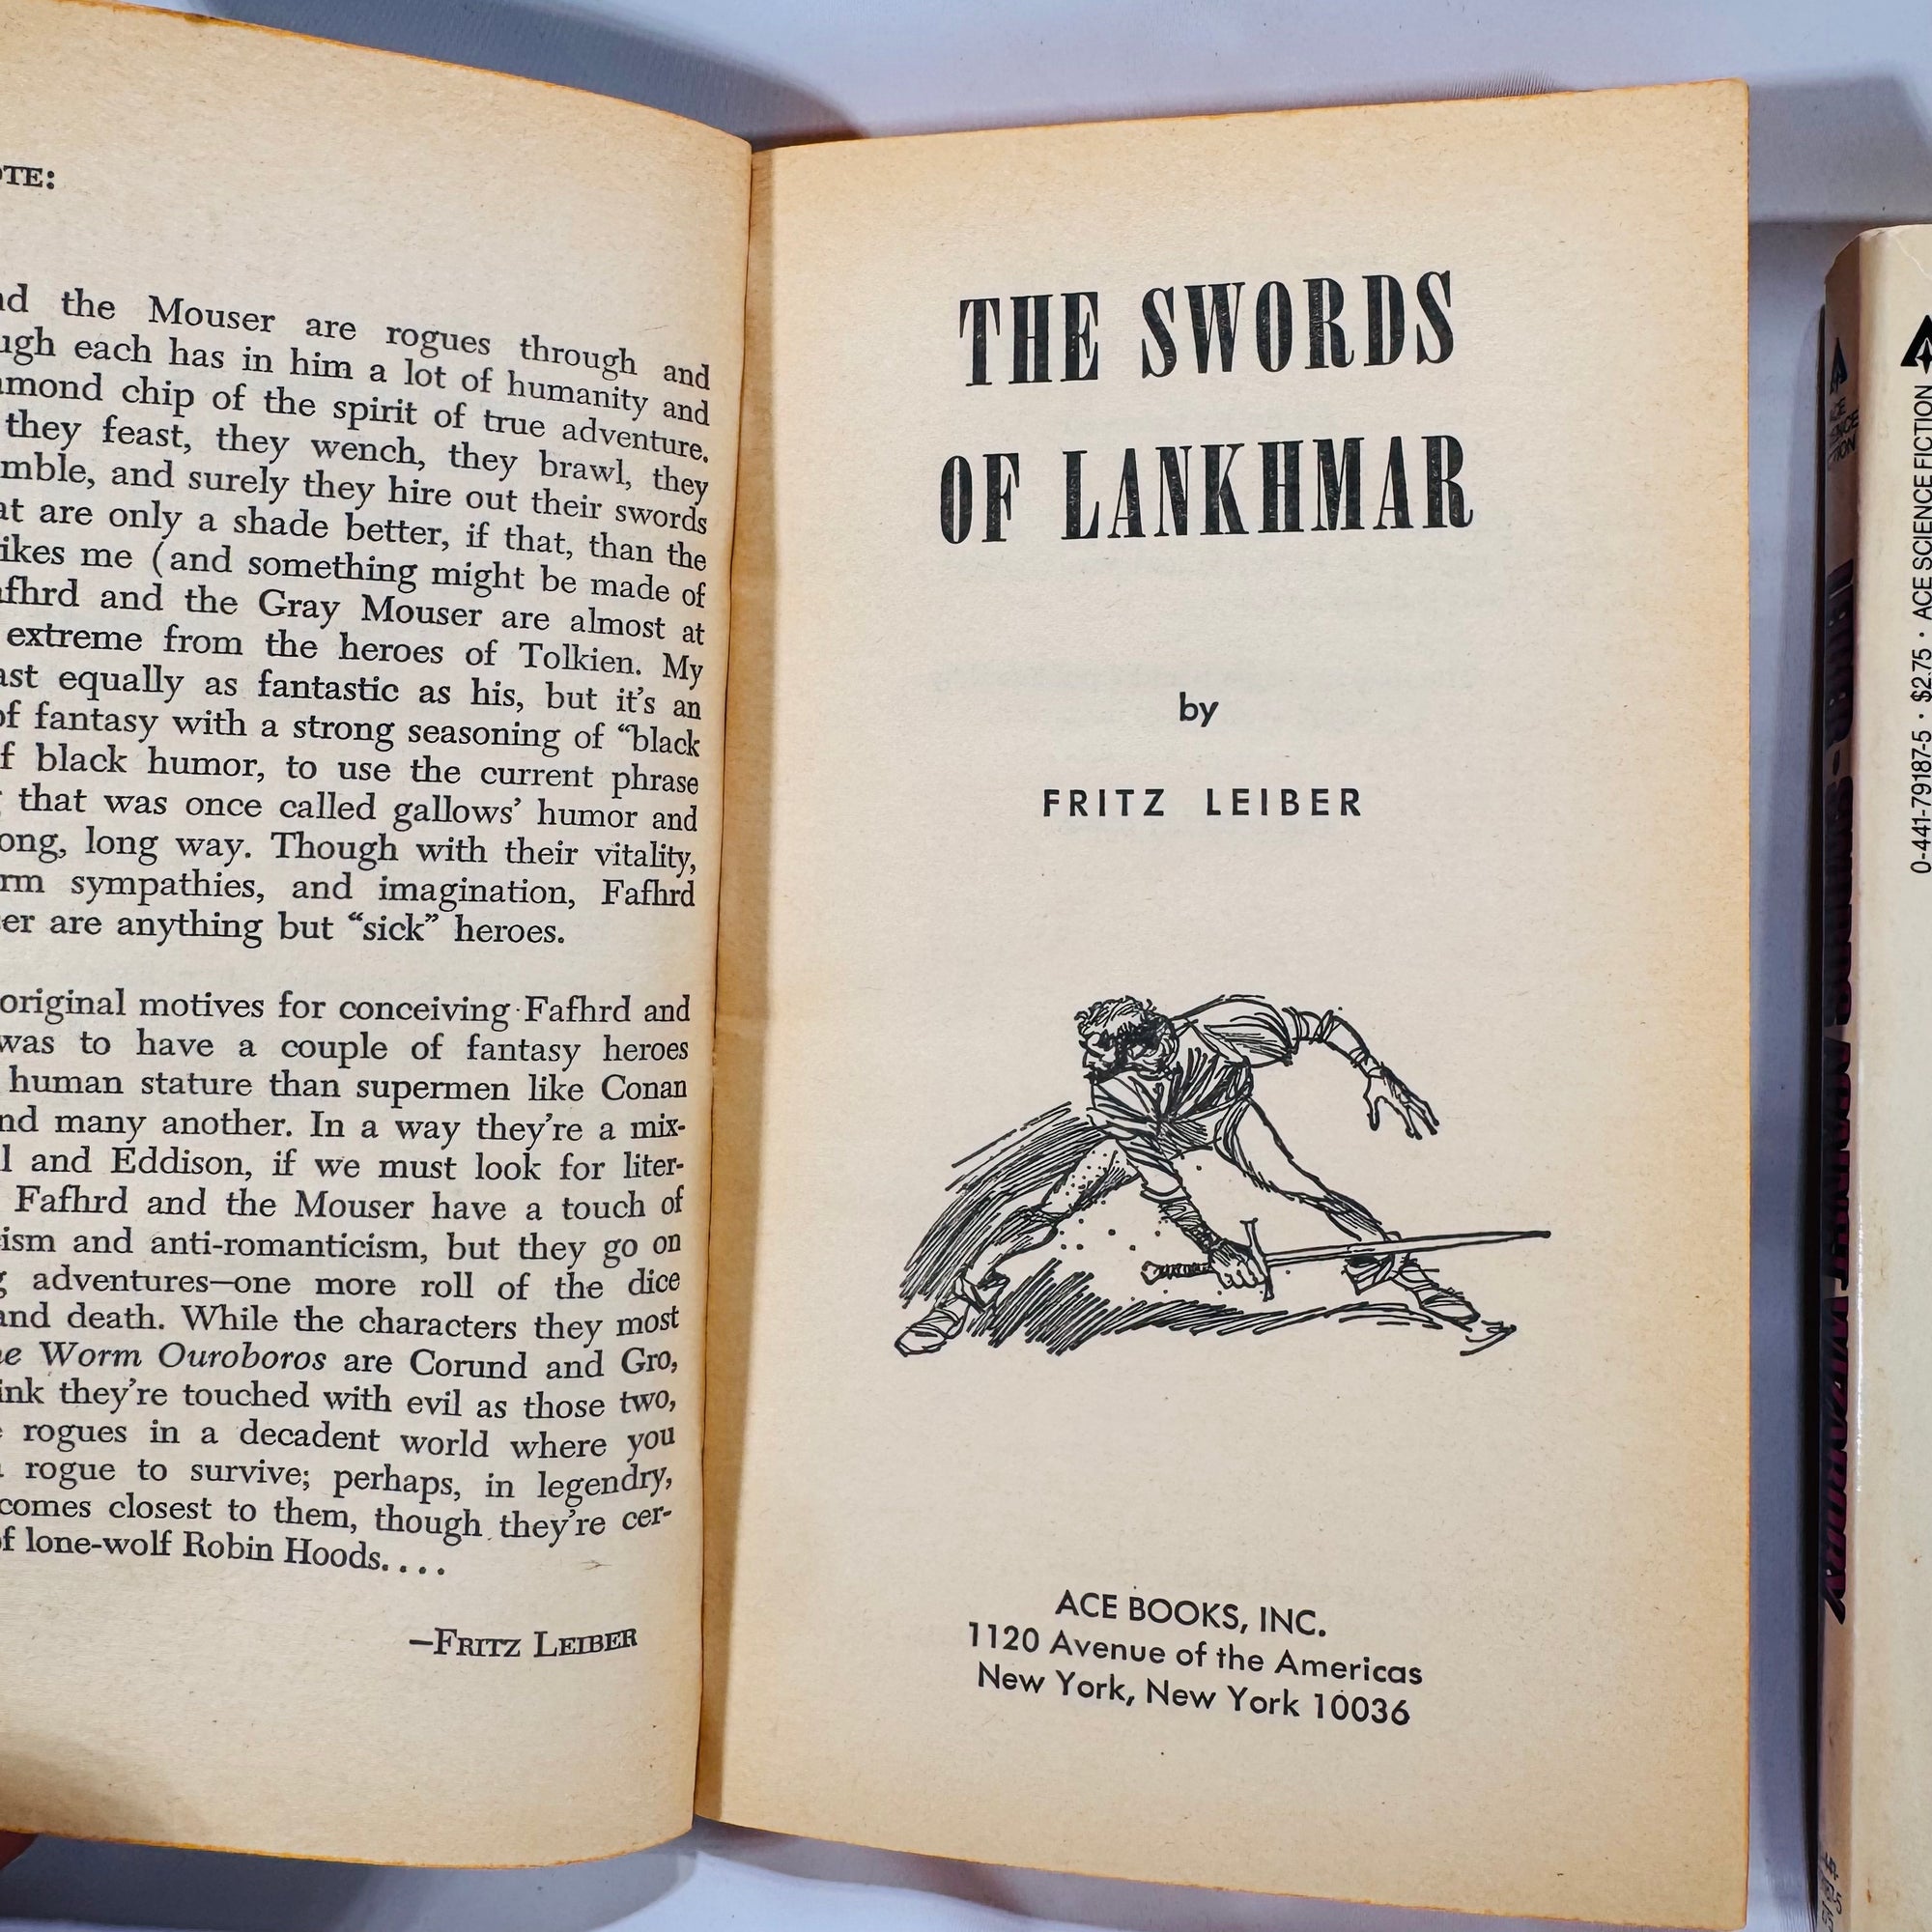 OTE:
nd the Mouser are rogues through and
ugh each has in him a lot of humanity and
amond chip of the spirit of true adventure.
they feast, they wench, they brawl, they
mble, and surely they hire out their swords
at are only a shade better, if that, than the
ikes me (and something might be made of
afhrd and the Gray Mouser are almost at
extreme from the heroes of Tolkien. My
ast equally as fantastic as his, but it's an
of fantasy with a strong seasoning of “black
f black humor, to use the current phrase
that was once called gallows' humor and
ong, long way. Though with their vitality,
rm sympathies, and imagination, Fafhrd
er are anything but “sick” heroes.
original motives for conceiving Fafhrd and
was to have a couple of fantasy heroes
human stature than supermen like Conan
nd many another. In a way they're a mix-
l and Eddison, if we must look for liter-
Fafhrd and the Mouser have a touch of
ism and anti-romanticism, but they go on
g adventures—one more roll of the dice
and death. While the characters they most
e Worm Ouroboros are Corund and Gro,
ink they're touched with evil as those two,
e rogues in a decadent world where you
rogue to survive; perhaps, in legendry,
comes closest to them, though they're cer-
of lone-wolf Robin Hoods. . . .
—FRITZ LEIBER
THE SWORDS
OF LANKHMAR
by
FRITZ LEIBER
ACE BOOKS, INC.
1120 Avenue of the Americas
New York, New York 10036
0-441-79187-5 · $2.75 · ACE SCIENCE FICTION